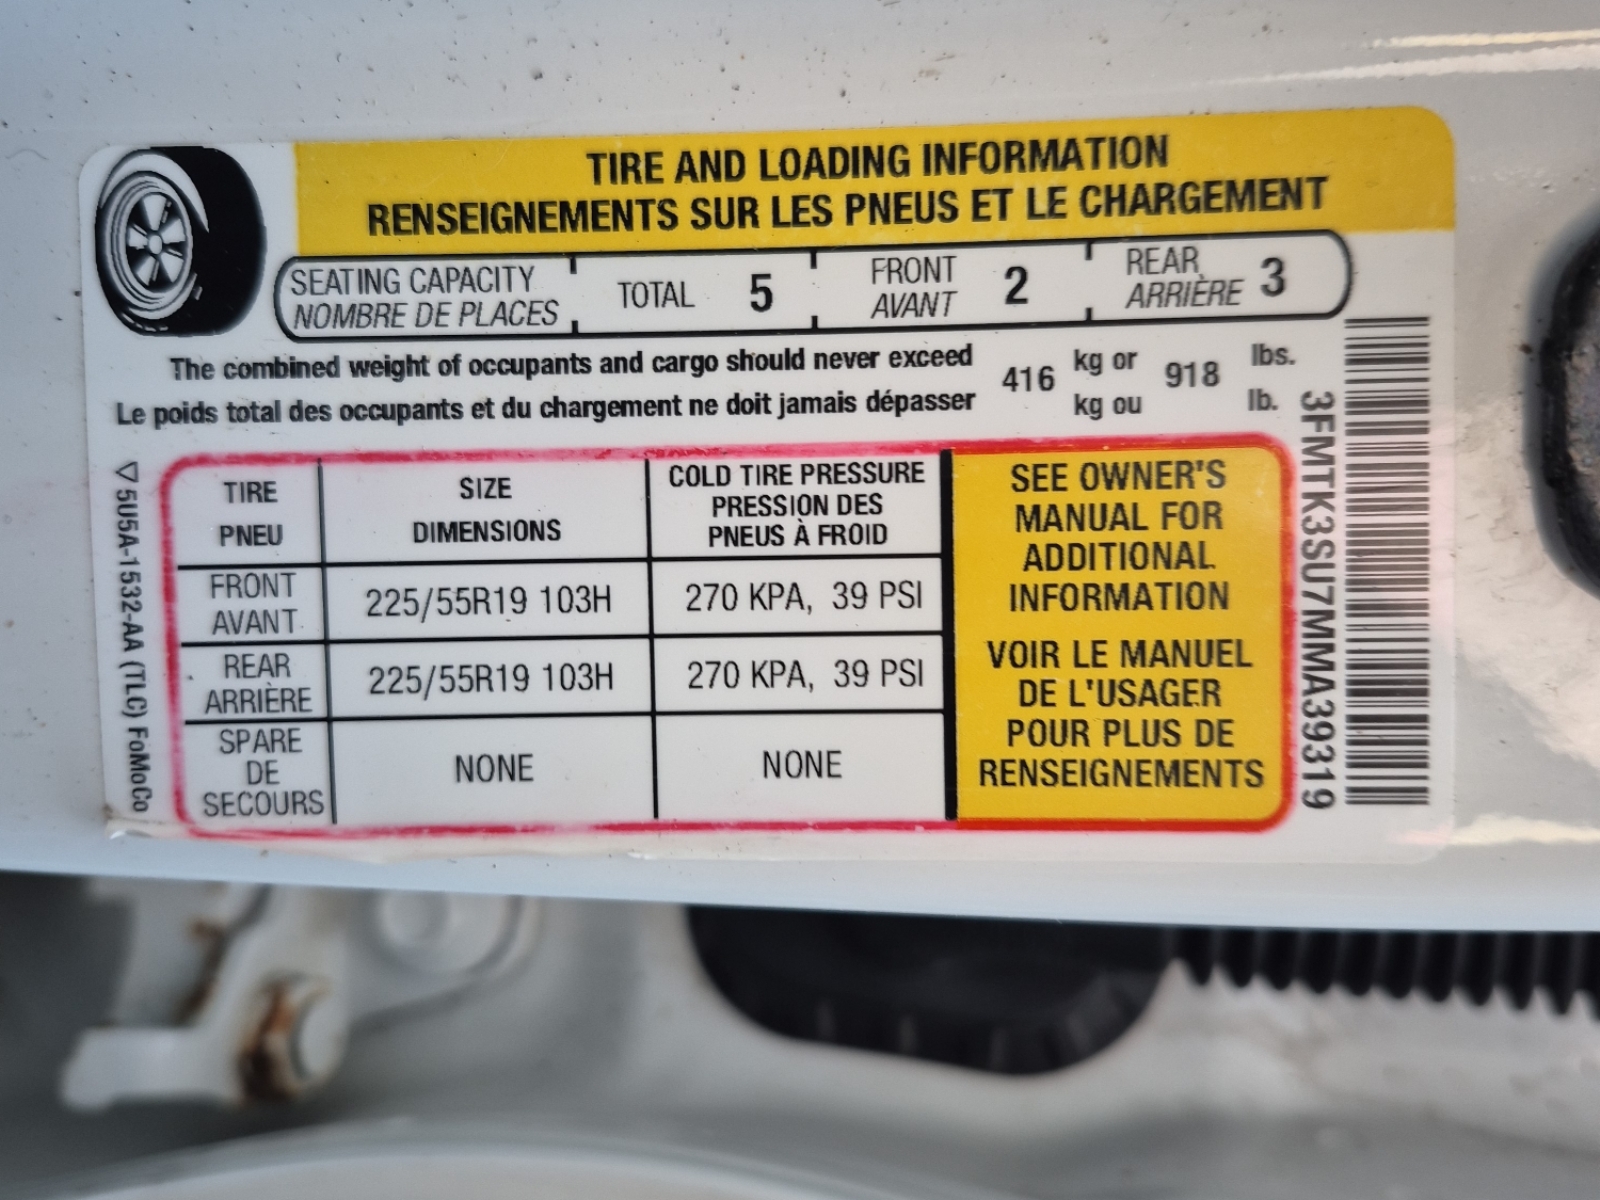 TIRE AND LOADING INFORMATION
RENSEIGNEMENTS SUR LES PNEUS ET LE CHARGEMENT
SEATING CAPACITY
NOMBRE DE PLACES
TOTAL 5
FRONT
AVANT
2
REAR
ARRIÈRE
3
The combined weight of occupants and cargo should never exceed 416 kg or 918 lbs.
Le poids total des occupants et du chargement ne doit jamais dépasser kg ou lb.
TIRE
PNEU
SIZE
DIMENSIONS
COLD TIRE PRESSURE
PRESSION DES
PNEUS À FROID
FRONT
AVANT
225/55R19 103H
270 KPA, 39 PSI
REAR
ARRIÈRE
225/55R19 103H
270 KPA, 39 PSI
SPARE
DE
SECOURS
NONE
NONE
SEE OWNER'S
MANUAL FOR
ADDITIONAL
INFORMATION
VOIR LE MANUEL
DE L'USAGER
POUR PLUS DE
RENSEIGNEMENTS
5U5A-1532-AA (TLC) FoMoCo
3FMTK3SU7MMA39319